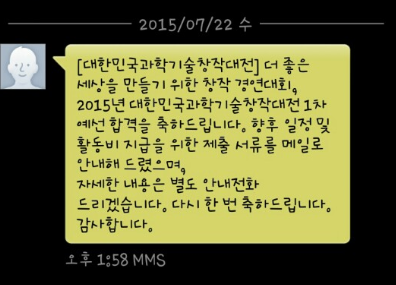 2015/07/22 수
[대한민국과학기술창작대전] 더 좋은
세상을 만들기 위한 창작 경연대회,
2015년 대한민국과학기술창작대전 1차
예선 합격을 축하드립니다. 향후 일정 및
활동비 지급을 위한 제출 서류를 메일로
안내해 드렸으며,
자세한 내용은 별도 안내전화
드리겠습니다. 다시 한 번 축하드립니다.
감사합니다.
오후 1:58 MMS